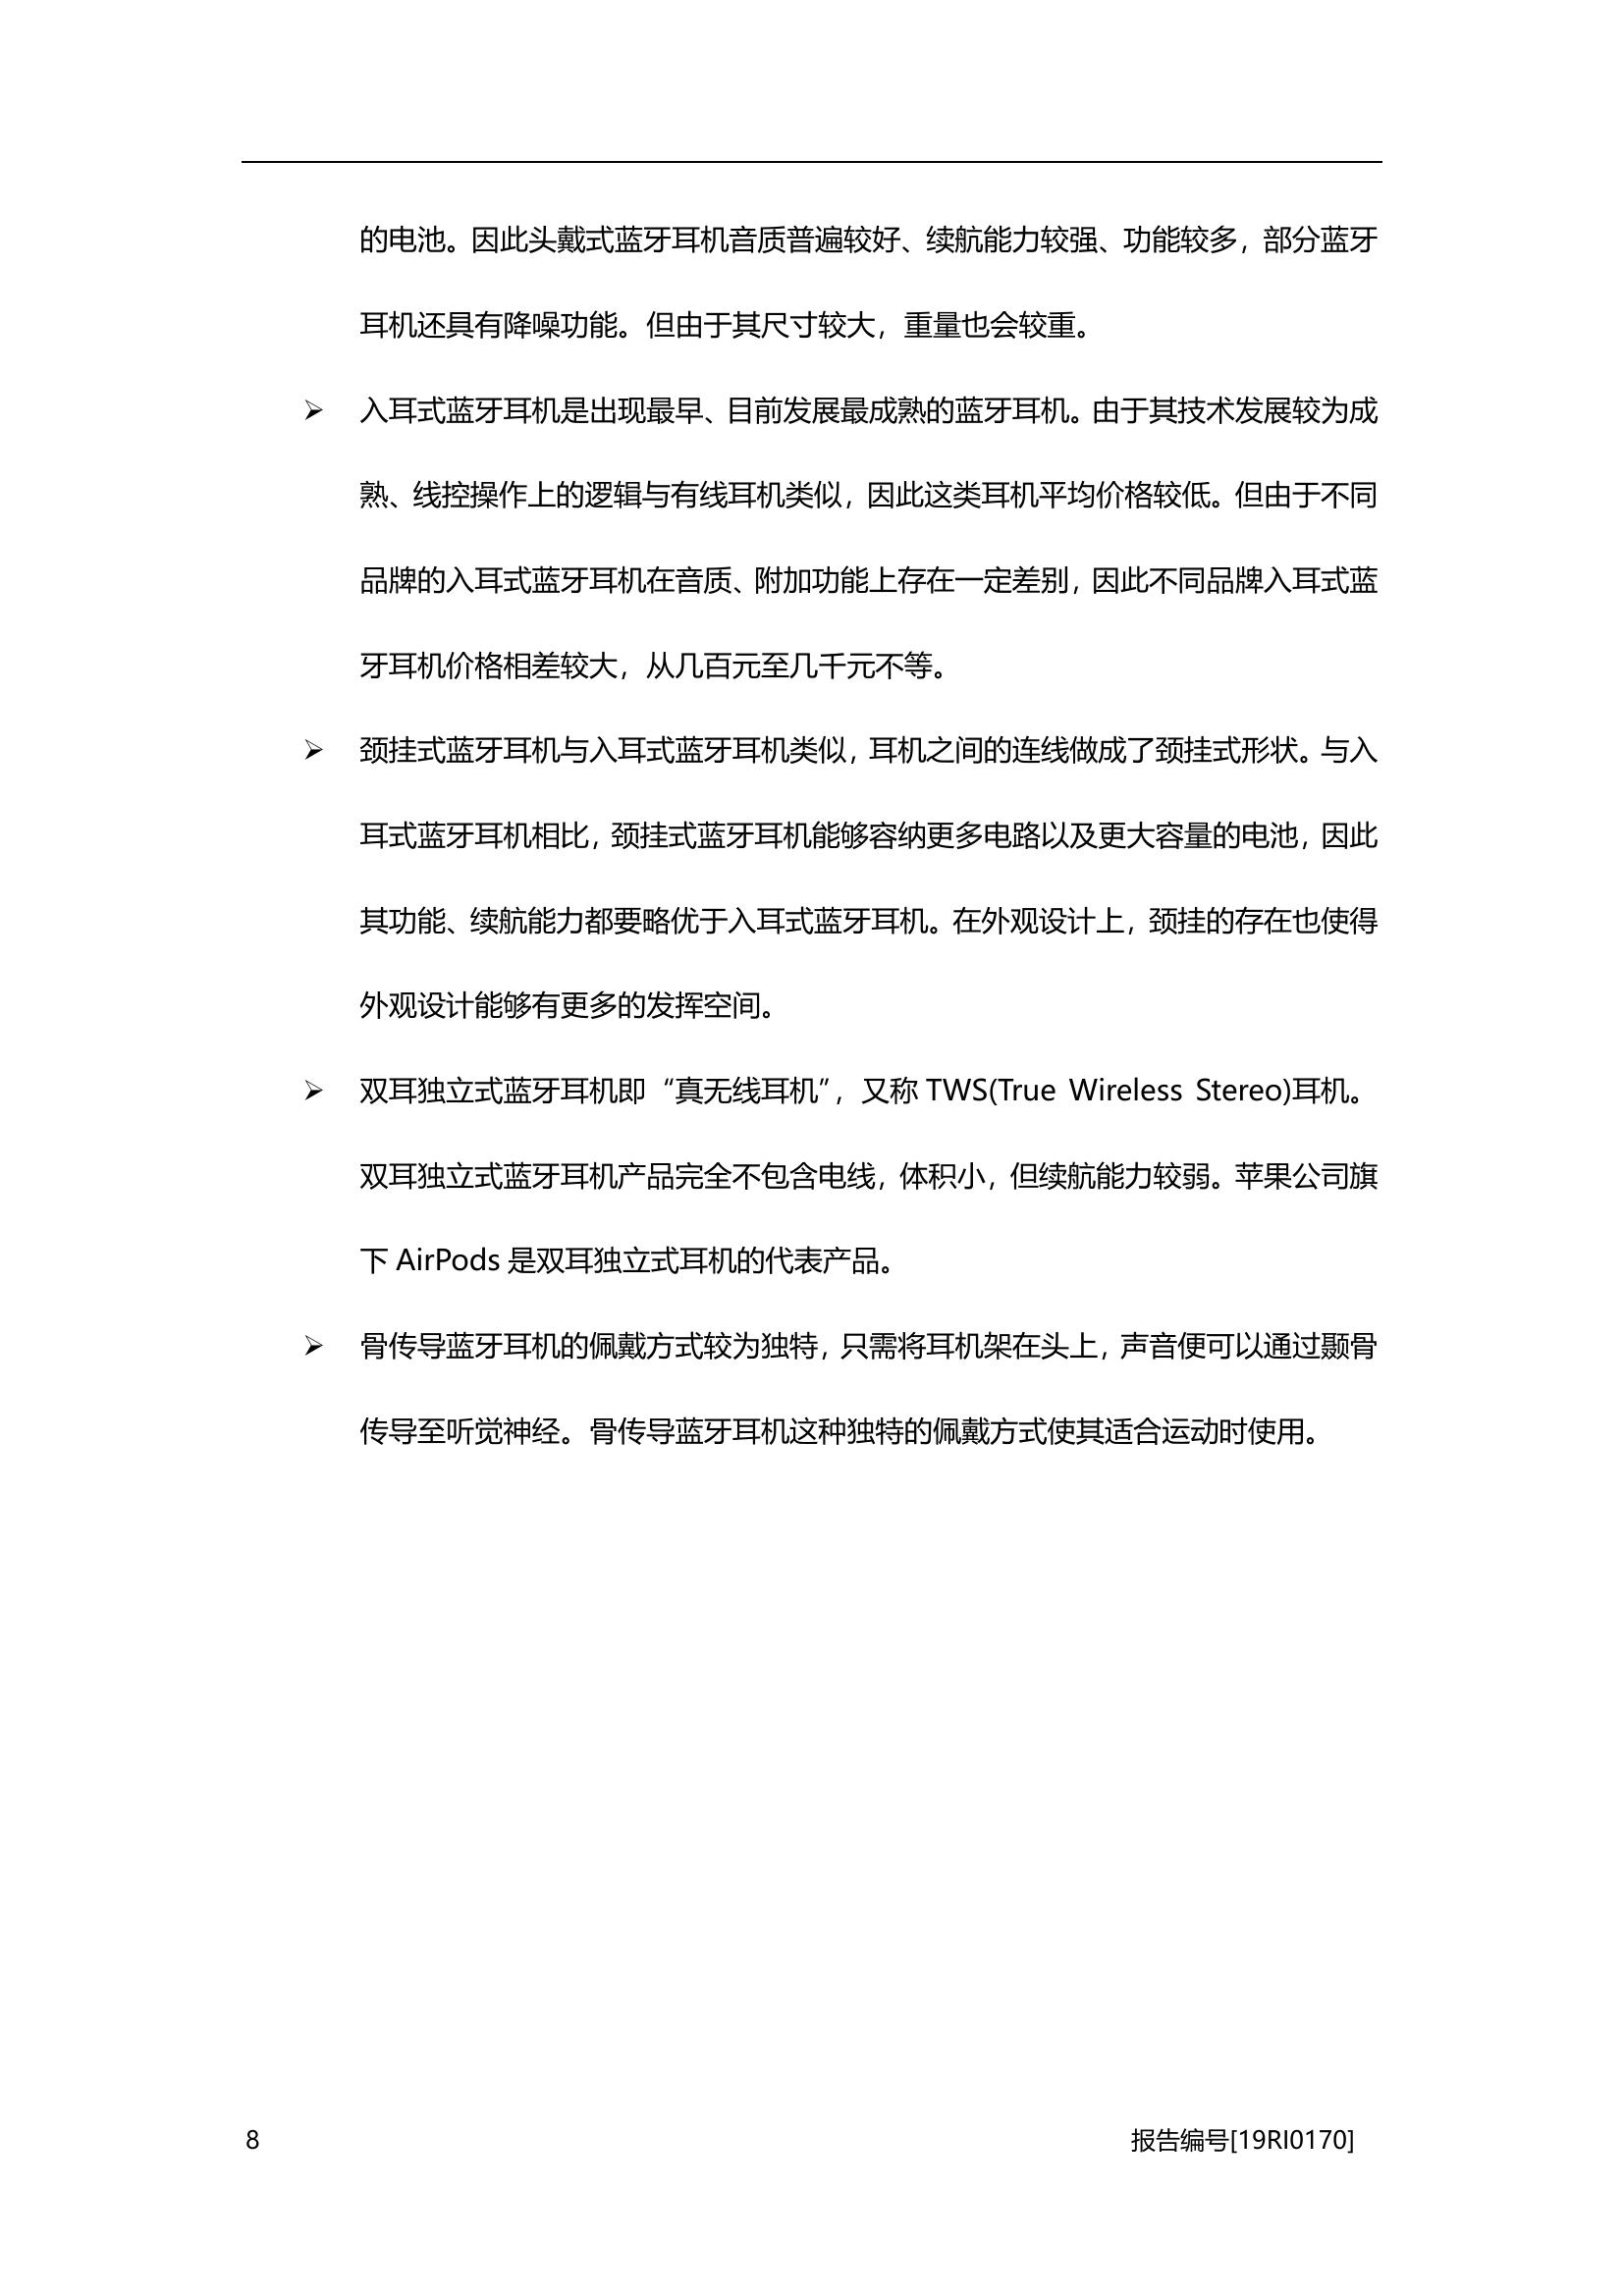 的电池。因此头戴式蓝牙耳机音质普遍较好、续航能力较强、功能较多，部分蓝牙
耳机还具有降噪功能。但由于其尺寸较大，重量也会较重。
➢ 入耳式蓝牙耳机是出现最早、目前发展最成熟的蓝牙耳机。由于其技术发展较为成
熟、线控操作上的逻辑与有线耳机类似，因此这类耳机平均价格较低。但由于不同
品牌的入耳式蓝牙耳机在音质、附加功能上存在一定差别，因此不同品牌入耳式蓝
牙耳机价格相差较大，从几百元至几千元不等。
➢ 颈挂式蓝牙耳机与入耳式蓝牙耳机类似，耳机之间的连线做成了颈挂式形状。与入
耳式蓝牙耳机相比，颈挂式蓝牙耳机能够容纳更多电路以及更大容量的电池，因此
其功能、续航能力都要略优于入耳式蓝牙耳机。在外观设计上，颈挂的存在也使得
外观设计能够有更多的发挥空间。
➢ 双耳独立式蓝牙耳机即“真无线耳机”，又称 TWS(True Wireless Stereo)耳机。
双耳独立式蓝牙耳机产品完全不包含电线，体积小，但续航能力较弱。苹果公司旗
下 AirPods 是双耳独立式耳机的代表产品。
➢ 骨传导蓝牙耳机的佩戴方式较为独特，只需将耳机架在头上，声音便可以通过颞骨
传导至听觉神经。骨传导蓝牙耳机这种独特的佩戴方式使其适合运动时使用。
8 报告编号[19RI0170]